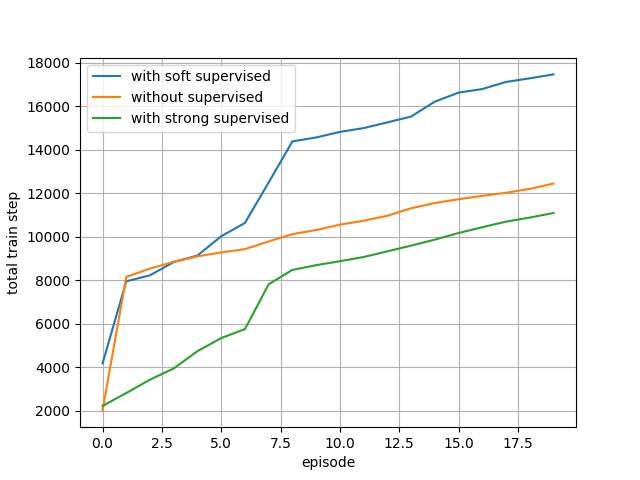 with soft supervised
without supervised
with strong supervised
18000
16000
14000
12000
10000
8000
6000
4000
2000
total train step
0.0 2.5 5.0 7.5 10.0 12.5 15.0 17.5
episode